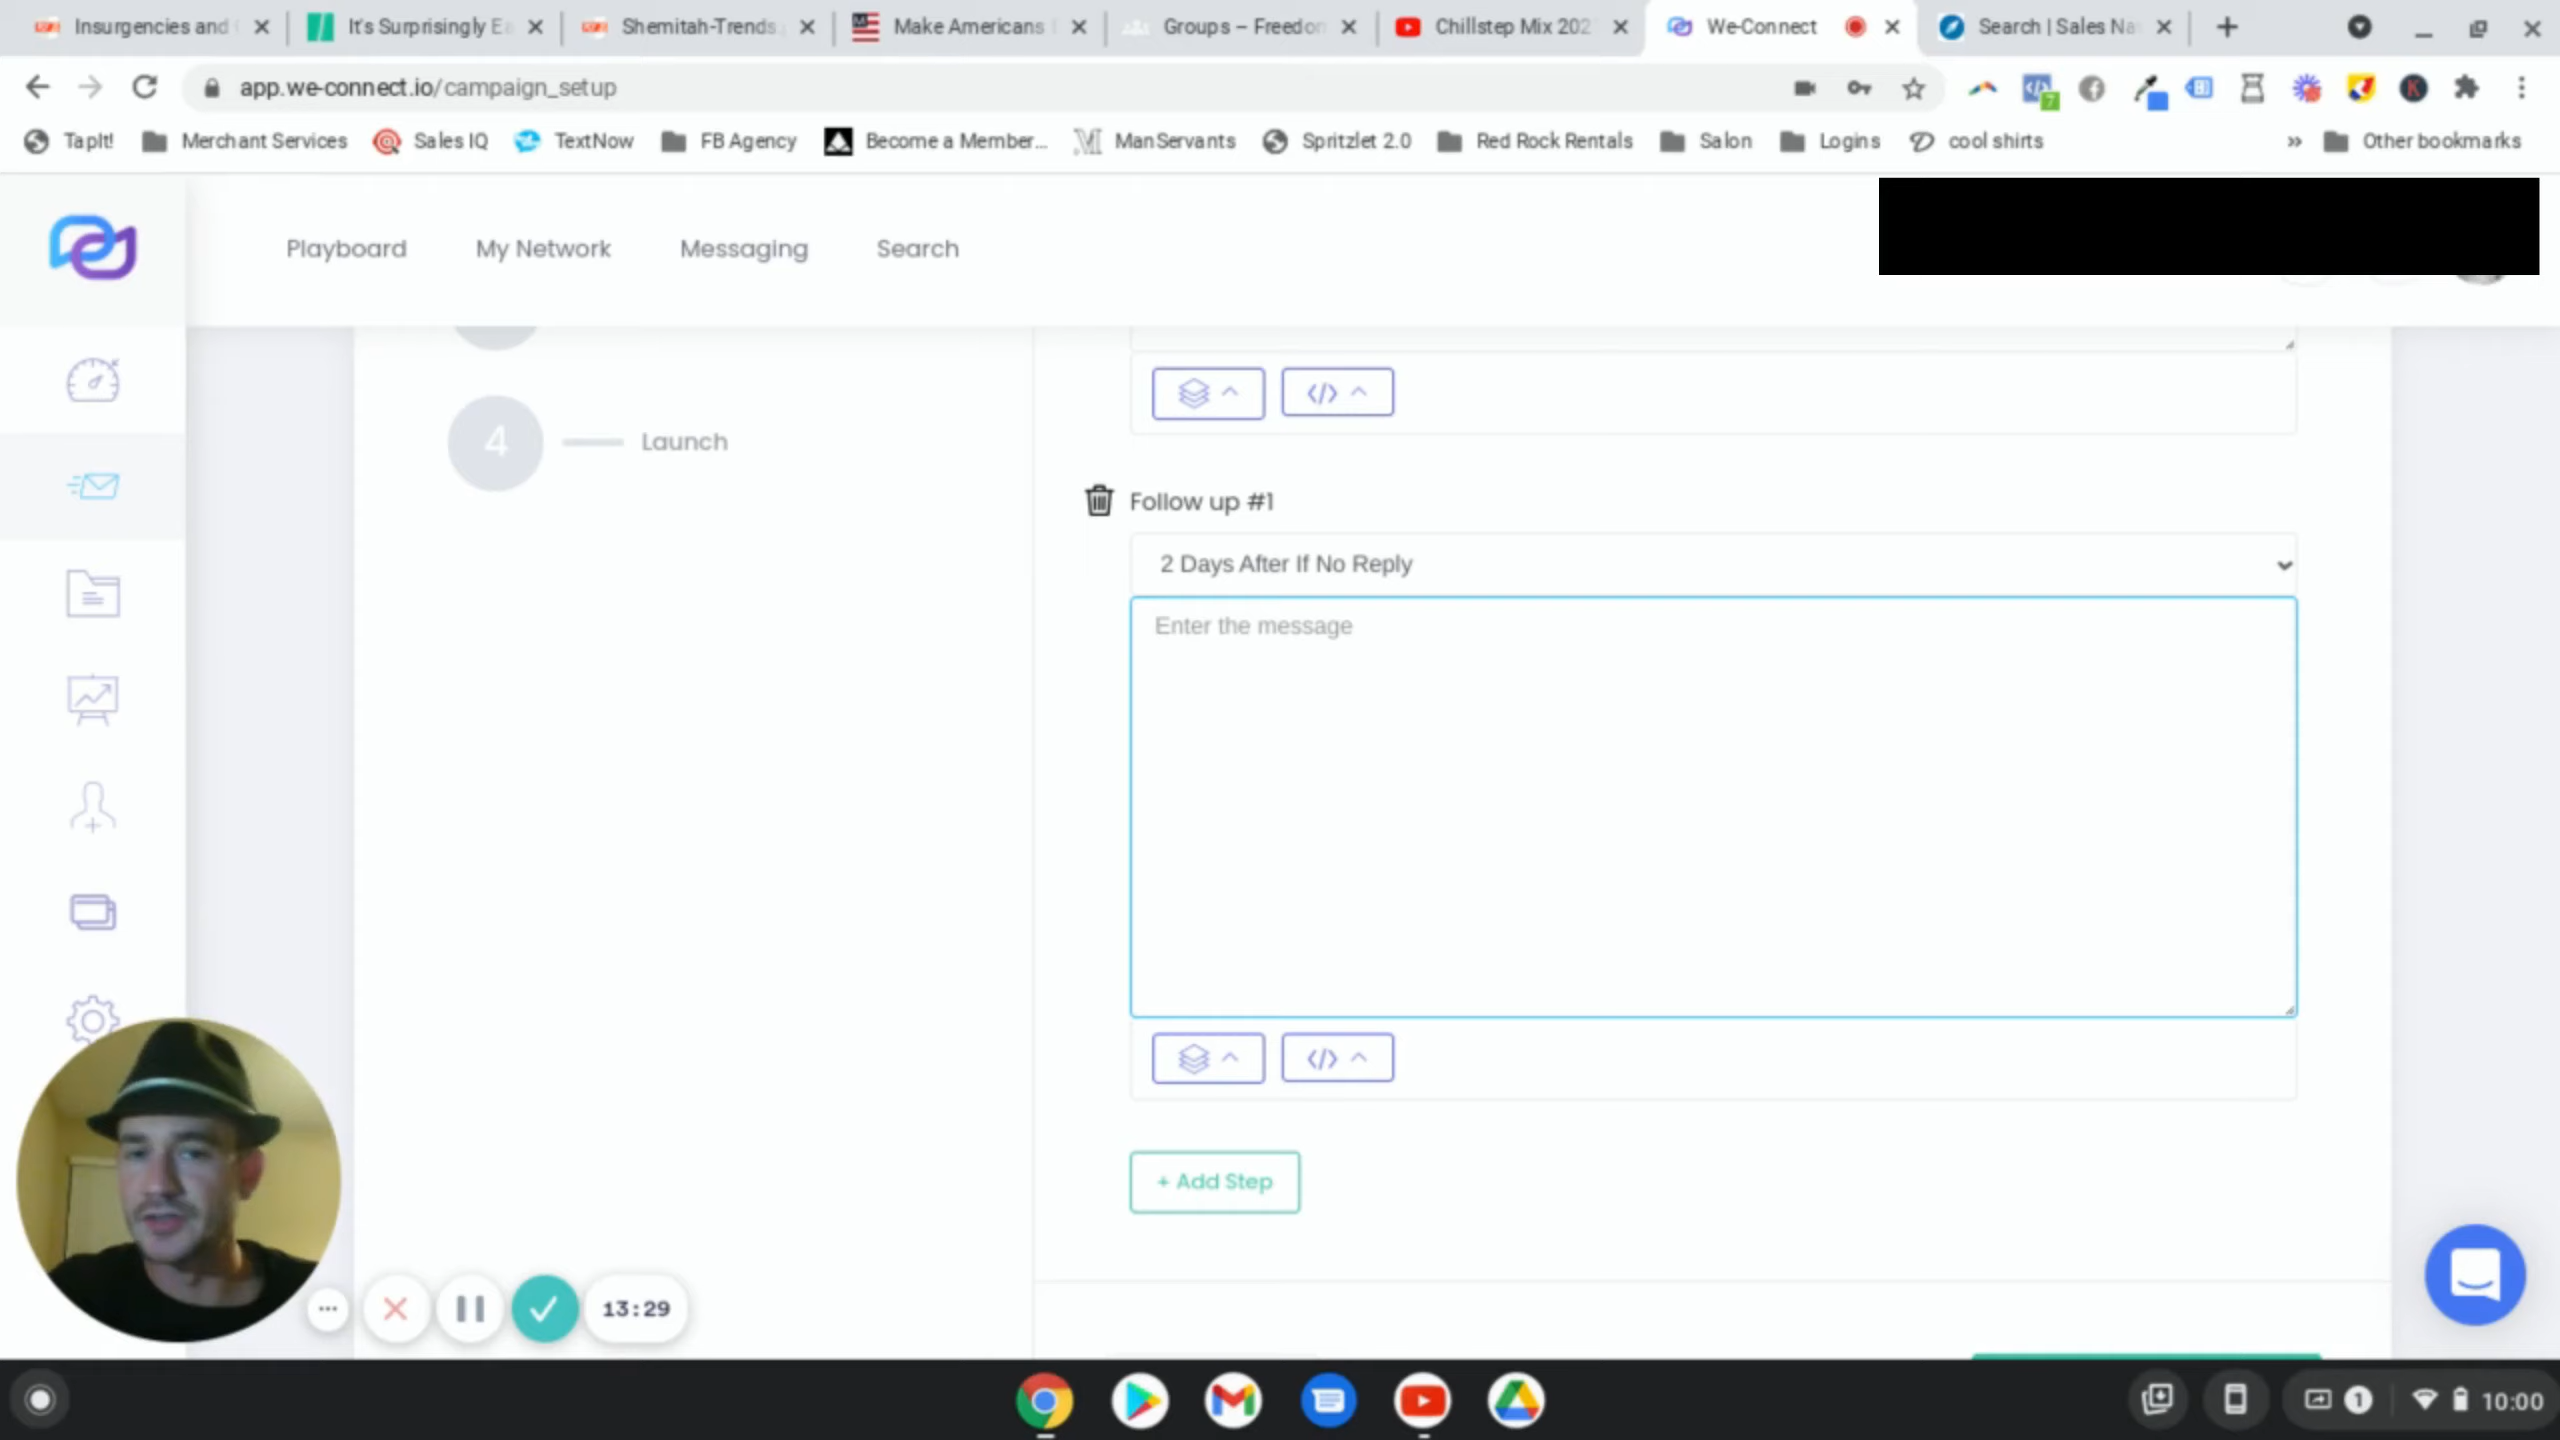 Insurgencies and
It's Surprisingly Ea
Shemitah-Trends.
Make Americans
Groups – Freedom
Chillstep Mix 202
We-Connect
Search | Sales Na
app.we-connect.io/campaign_setup
7
K
TapIt!
Merchant Services
Sales IQ
TextNow
FB Agency
Become a Member...
ManServants
Spritzlet 2.0
Red Rock Rentals
Salon
Logins
cool shirts
»
Other bookmarks
Playboard
My Network
Messaging
Search
4
Launch
</>
Follow up #1
2 Days After If No Reply
Enter the message
</>
+ Add Step
13:29
1
10:00